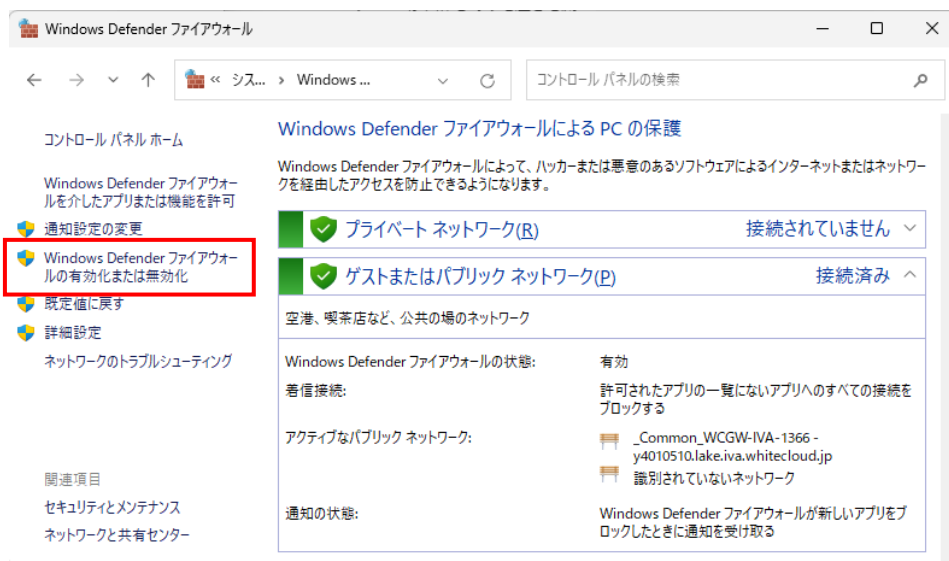 Windows Defender ファイアウォール
« シス... › Windows ...
コントロール パネルの検索
コントロール パネル ホーム
Windows Defender ファイアウォー
ルを介したアプリまたは機能を許可
通知設定の変更
Windows Defender ファイアウォー
ルの有効化または無効化
既定値に戻す
詳細設定
ネットワークのトラブルシューティング
関連項目
セキュリティとメンテナンス
ネットワークと共有センター
Windows Defender ファイアウォールによる PC の保護
Windows Defender ファイアウォールによって、ハッカーまたは悪意のあるソフトウェアによるインターネットまたはネットワー
クを経由したアクセスを防止できるようになります。
プライベート ネットワーク(R) 接続されていません
ゲストまたはパブリック ネットワーク(P) 接続済み
空港、喫茶店など、公共の場のネットワーク
Windows Defender ファイアウォールの状態: 有効
着信接続: 許可されたアプリの一覧にないアプリへのすべての接続を
ブロックする
アクティブなパブリック ネットワーク: _Common_WCGW-IVA-1366 -
y4010510.lake.iva.whitecloud.jp
識別されていないネットワーク
通知の状態: Windows Defender ファイアウォールが新しいアプリをブ
ロックしたときに通知を受け取る